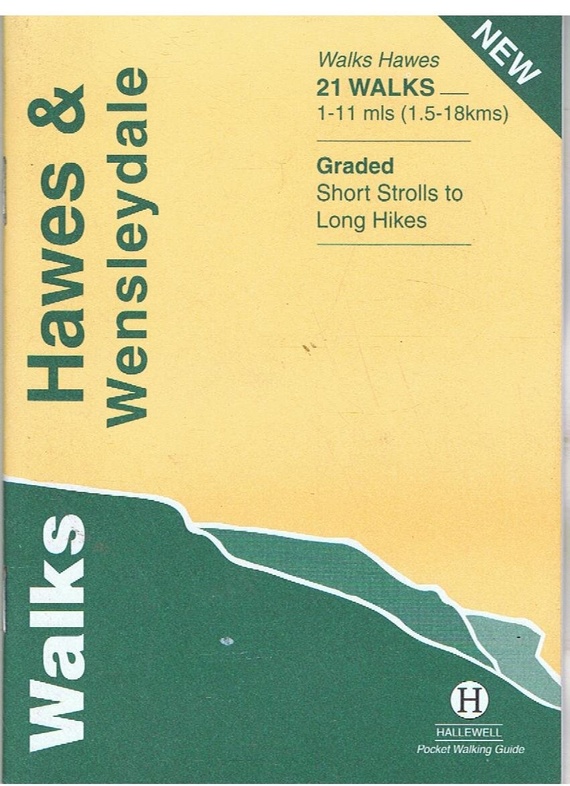 NEW
Walks Hawes
21 WALKS
1-11 mls (1.5-18kms)
Graded
Short Strolls to
Long Hikes
Walks Hawes &
Wensleydale
H
HALLEWELL
Pocket Walking Guide